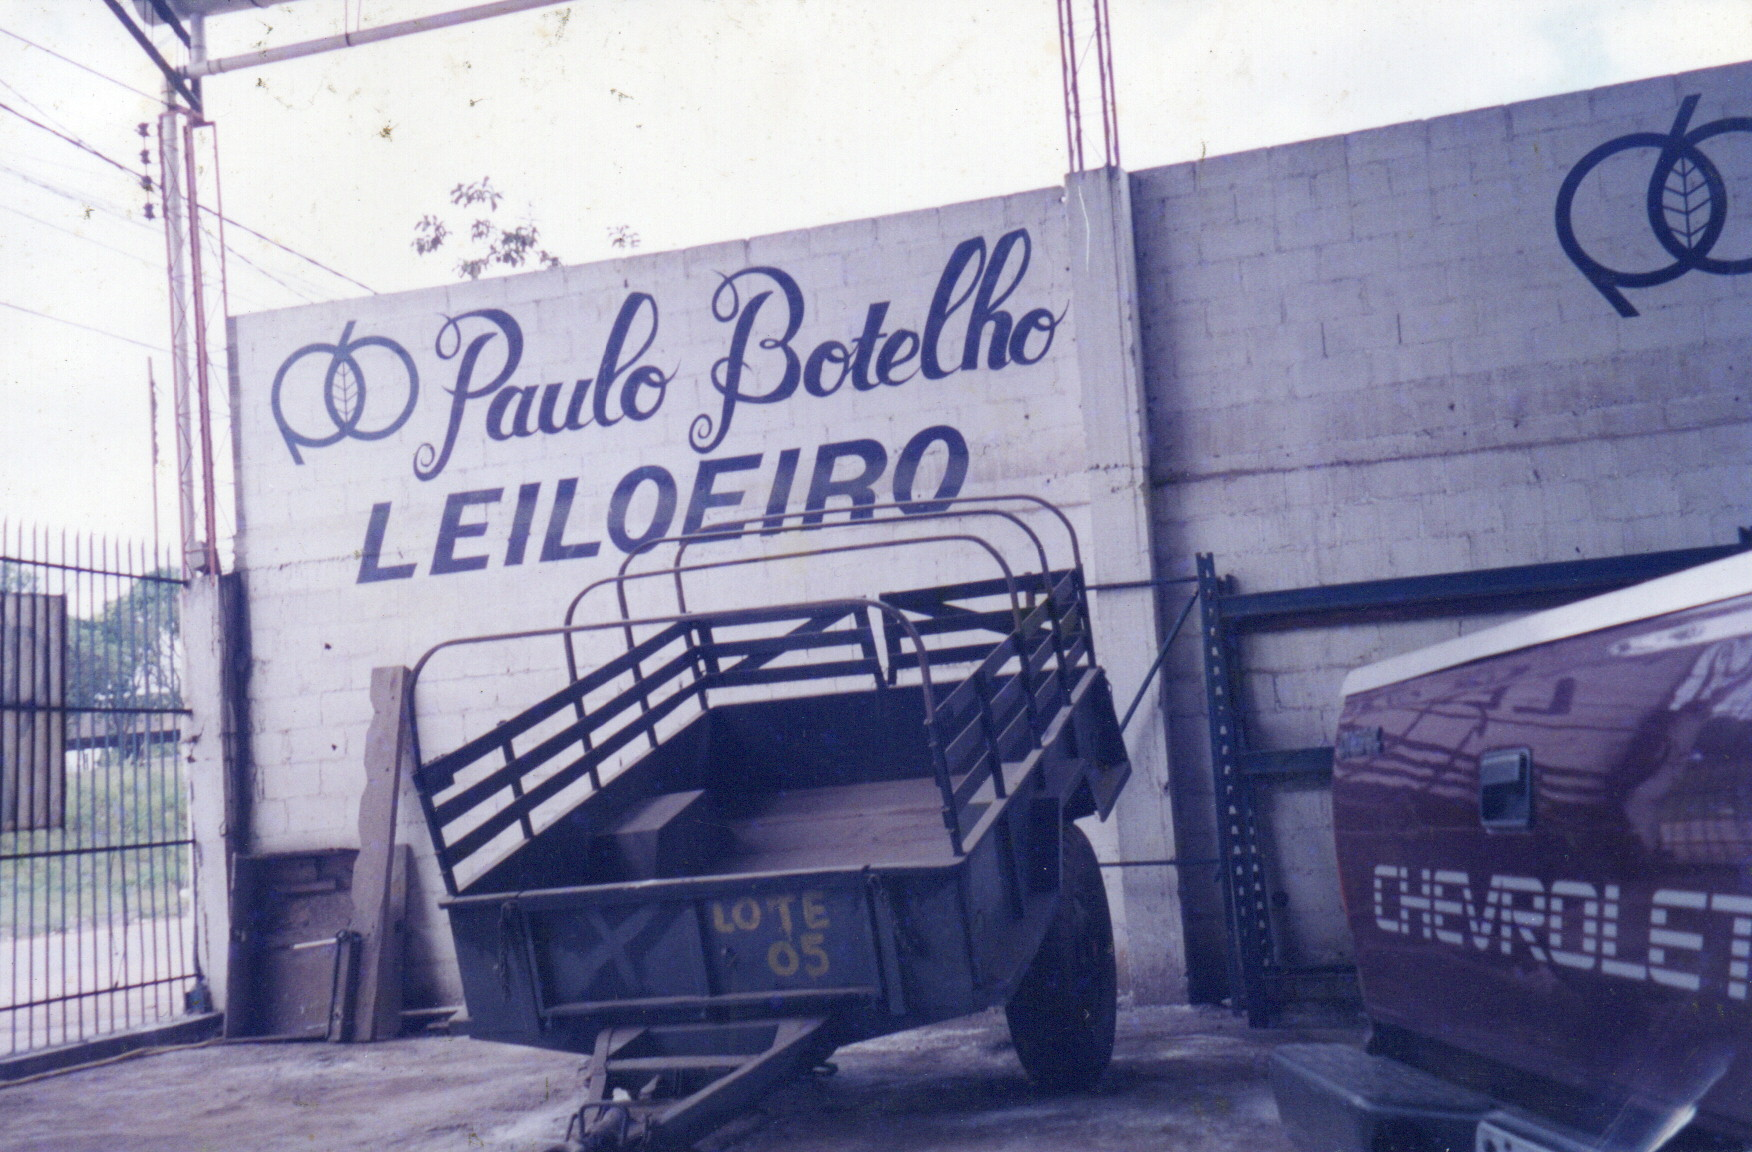 Paulo Botelho
LEILOEIRO
LOTE
05
CHEVROLET